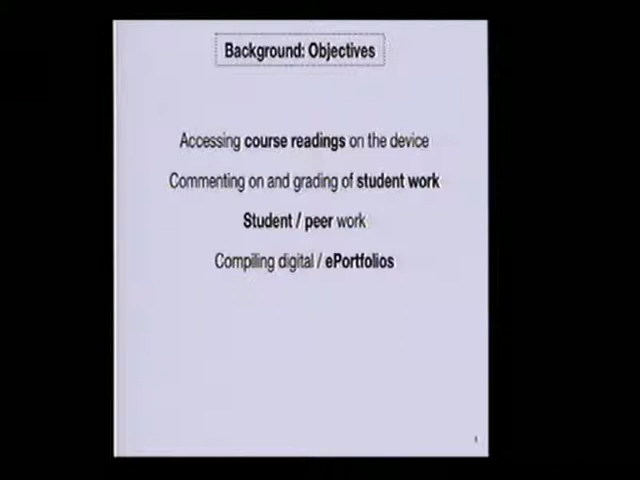 Background: Objectives
Accessing course readings on the device
Commenting on and grading of student work
Student / peer work
Compiling digital / ePortfolios